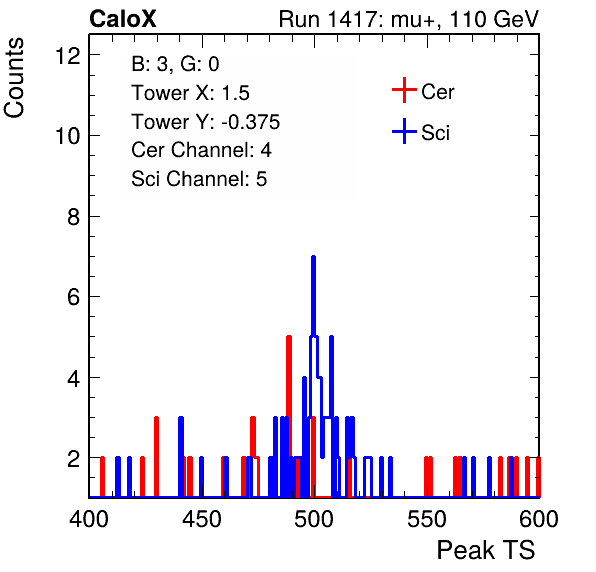 CaloX Run 1417: mu+, 110 GeV
Counts
B: 3, G: 0
Tower X: 1.5
Tower Y: -0.375
Cer Channel: 4
Sci Channel: 5
Cer
Sci
12
10
8
6
4
2
400 450 500 550 600
Peak TS